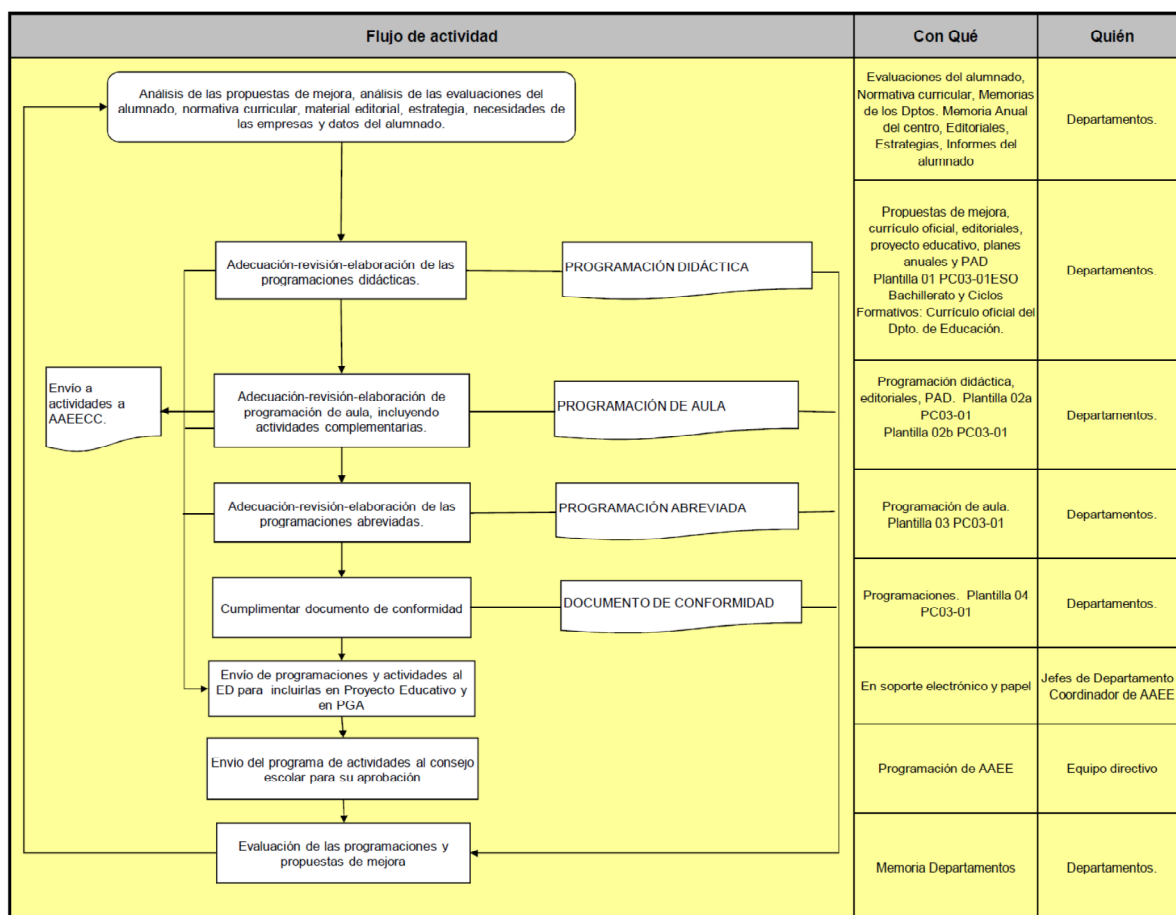 Flujo de actividad
Con Qué
Quién
Análisis de las propuestas de mejora, análisis de las evaluaciones del
alumnado, normativa curricular, material editorial, estrategia, necesidades de
las empresas y datos del alumnado.
Evaluaciones del alumnado,
Normativa curricular, Memorias
de los Dptos. Memoria Anual
del centro, Editoriales,
Estrategias, Informes del
alumnado
Departamentos.
Adecuación-revisión-elaboración de las
programaciones didácticas.
PROGRAMACIÓN DIDÁCTICA
Propuestas de mejora,
currículo oficial, editoriales,
proyecto educativo, planes
anuales y PAD
Plantilla 01 PC03-01ESO
Bachillerato y Ciclos
Formativos: Currículo oficial del
Dpto. de Educación.
Departamentos.
Envío a
actividades a
AAEECC.
Adecuación-revisión-elaboración de
programación de aula, incluyendo
actividades complementarias.
PROGRAMACIÓN DE AULA
Programación didáctica,
editoriales, PAD. Plantilla 02a
PC03-01
Plantilla 02b PC03-01
Departamentos.
Adecuación-revisión-elaboración de las
programaciones abreviadas.
PROGRAMACIÓN ABREVIADA
Programación de aula.
Plantilla 03 PC03-01
Departamentos.
Cumplimentar documento de conformidad
DOCUMENTO DE CONFORMIDAD
Programaciones. Plantilla 04
PC03-01
Departamentos.
Envío de programaciones y actividades al
ED para incluirlas en Proyecto Educativo y
en PGA
En soporte electrónico y papel
Jefes de Departamento
Coordinador de AAEE
Envio del programa de actividades al consejo
escolar para su aprobación
Programación de AAEE
Equipo directivo
Evaluación de las programaciones y
propuestas de mejora
Memoria Departamentos
Departamentos.